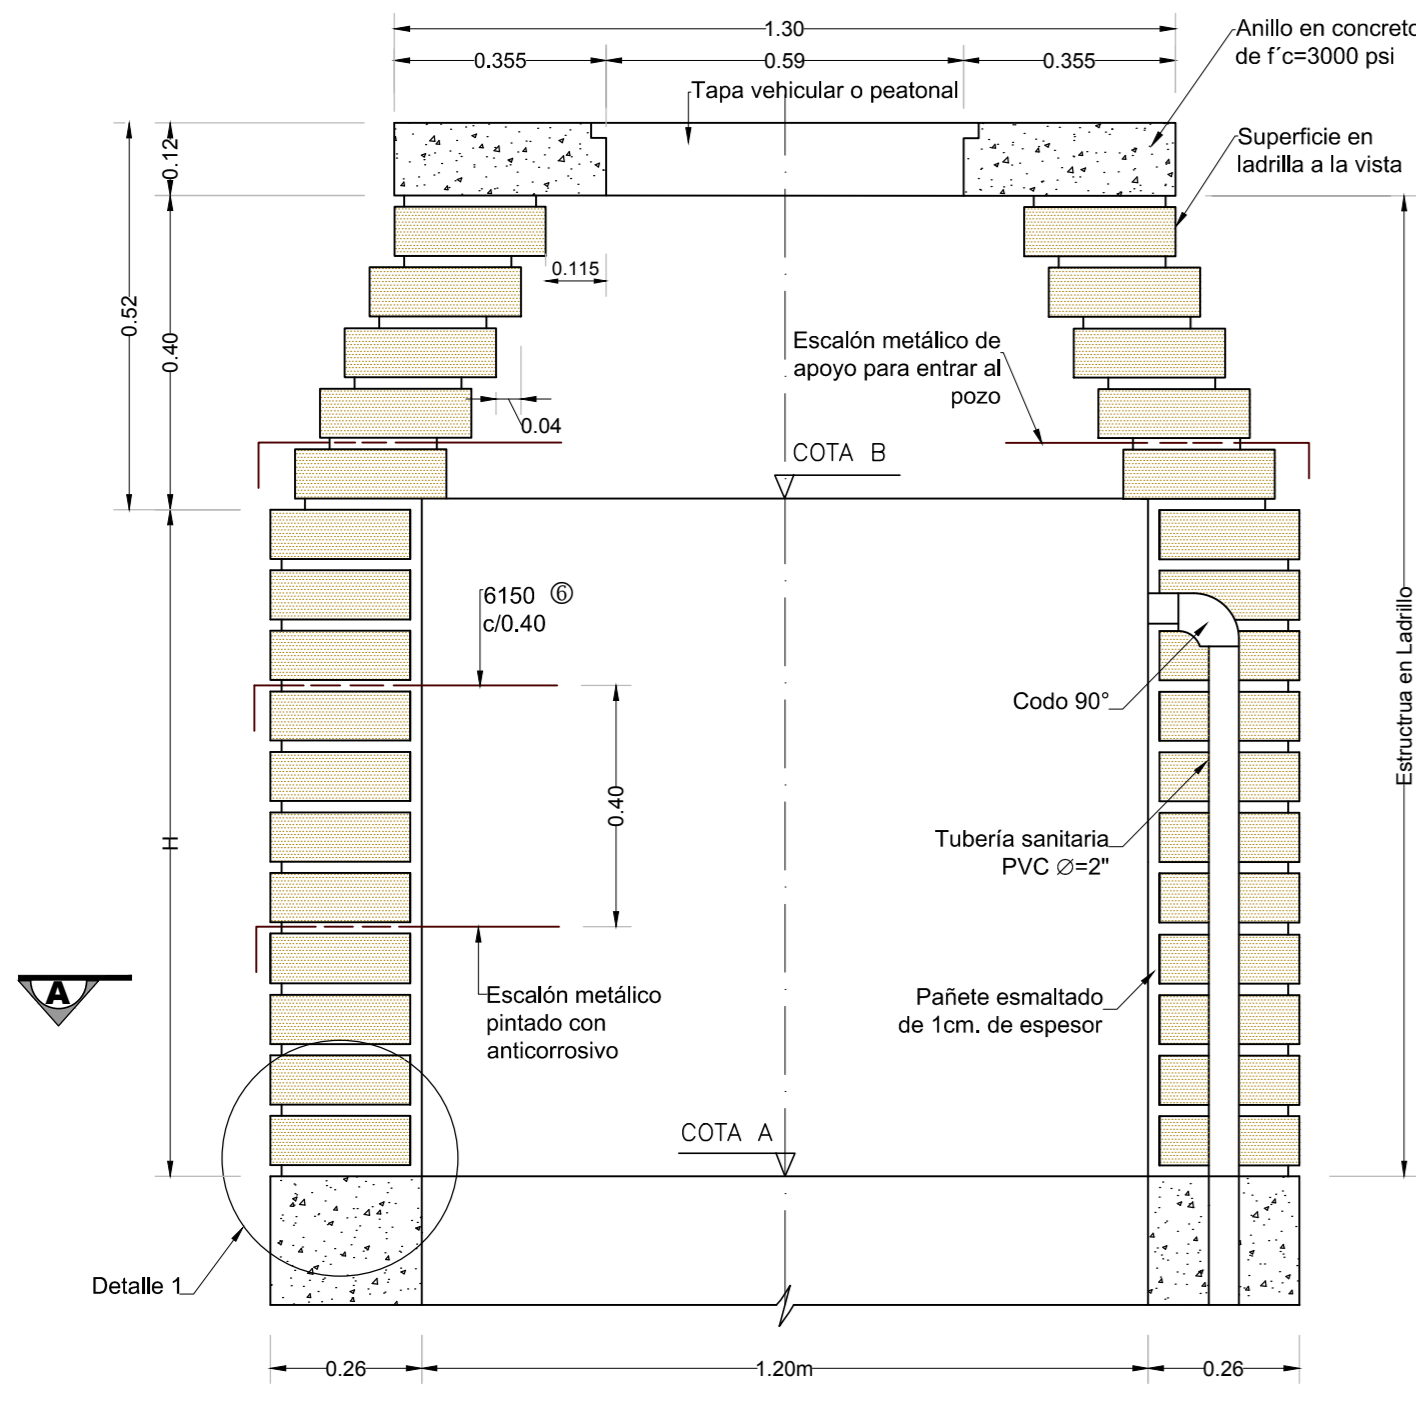 1.30
0.355
0.59
0.355
Anillo en concreto
de f´c=3000 psi
Tapa vehicular o peatonal
Superficie en
ladrilla a la vista
0.12
0.52
0.40
0.115
0.04
Escalón metálico de
apoyo para entrar al
pozo
COTA B
6150 ⑥
c/0.40
0.40
H
Codo 90°
Estructrua en Ladrillo
Tubería sanitaria
PVC ∅=2"
A
Escalón metálico
pintado con
anticorrosivo
Pañete esmaltado
de 1cm. de espesor
COTA A
Detalle 1
0.26
1.20m
0.26